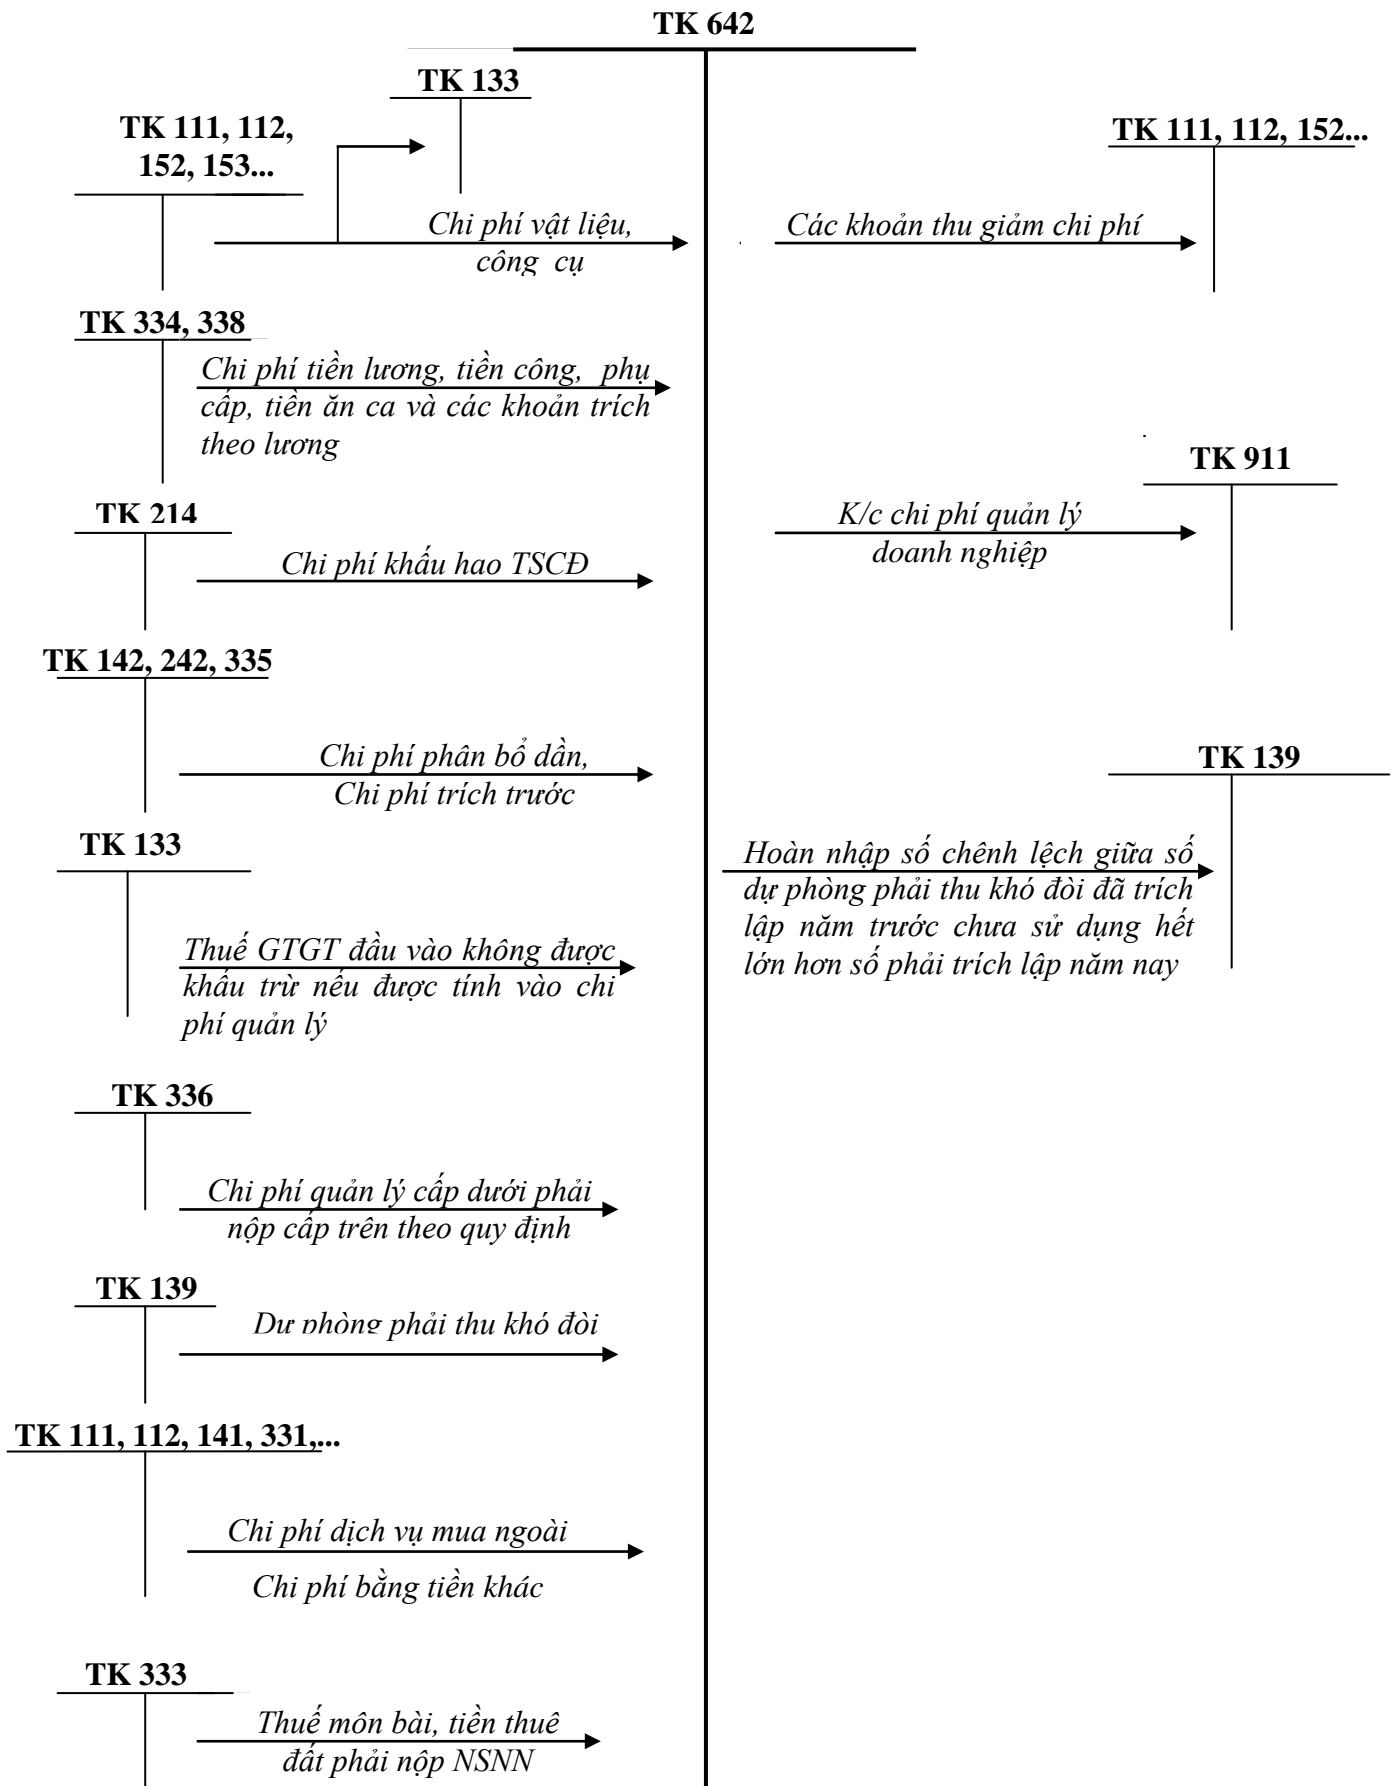 TK 642
TK 133
TK 111, 112,
152, 153...
TK 111, 112, 152...
Chi phí vật liệu,
công cụ
Các khoản thu giảm chi phí
TK 334, 338
Chi phí tiền lương, tiền công, phụ
cấp, tiền ăn ca và các khoản trích
theo lương
TK 911
TK 214
K/c chi phí quản lý
doanh nghiệp
Chi phí khấu hao TSCĐ
TK 142, 242, 335
Chi phí phân bổ dần,
Chi phí trích trước
TK 139
TK 133
Hoàn nhập số chênh lệch giữa số
dự phòng phải thu khó đòi đã trích
lập năm trước chưa sử dụng hết
lớn hơn số phải trích lập năm nay
Thuế GTGT đầu vào không được
khấu trừ nếu được tính vào chi
phí quản lý
TK 336
Chi phí quản lý cấp dưới phải
nộp cấp trên theo quy định
TK 139
Dự phòng phải thu khó đòi
TK 111, 112, 141, 331,...
Chi phí dịch vụ mua ngoài
Chi phí bằng tiền khác
TK 333
Thuế môn bài, tiền thuê
đất phải nộp NSNN